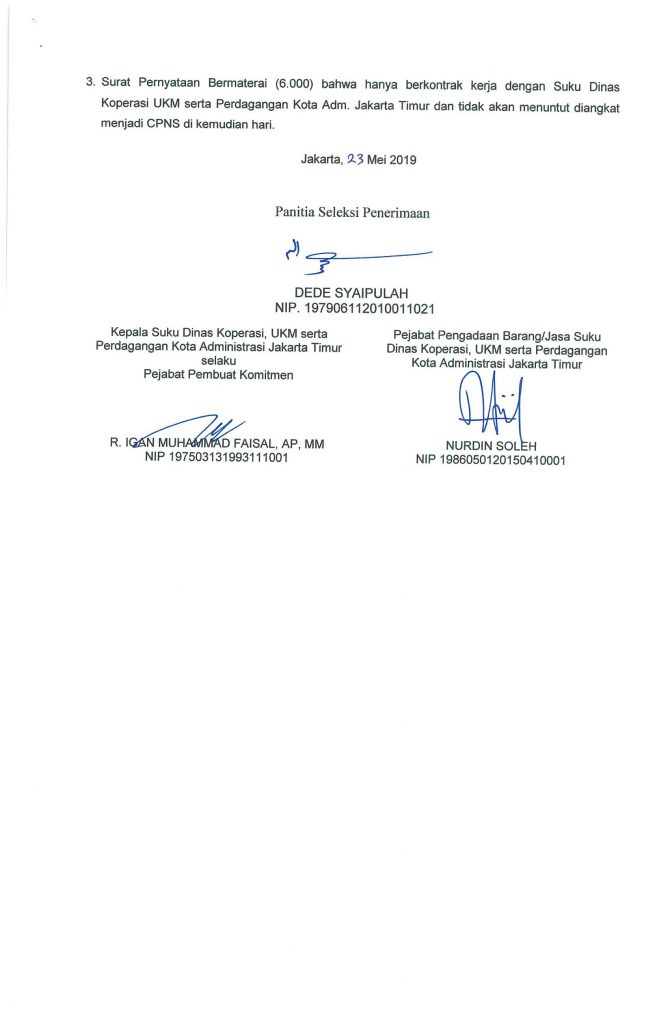 3. Surat Pernyataan Bermaterai (6.000) bahwa hanya berkontrak kerja dengan Suku Dinas
Koperasi UKM serta Perdagangan Kota Adm. Jakarta Timur dan tidak akan menuntut diangkat
menjadi CPNS di kemudian hari.
Jakarta, 23 Mei 2019
Panitia Seleksi Penerimaan
DEDE SYAIPULAH
NIP. 197906112010011021
Kepala Suku Dinas Koperasi, UKM serta
Perdagangan Kota Administrasi Jakarta Timur
selaku
Pejabat Pembuat Komitmen
R. IGAN MUHAMMAD FAISAL, AP, MM
NIP 197503131993111001
Pejabat Pengadaan Barang/Jasa Suku
Dinas Koperasi, UKM serta Perdagangan
Kota Administrasi Jakarta Timur
NURDIN SOLEH
NIP 1986050120150410001